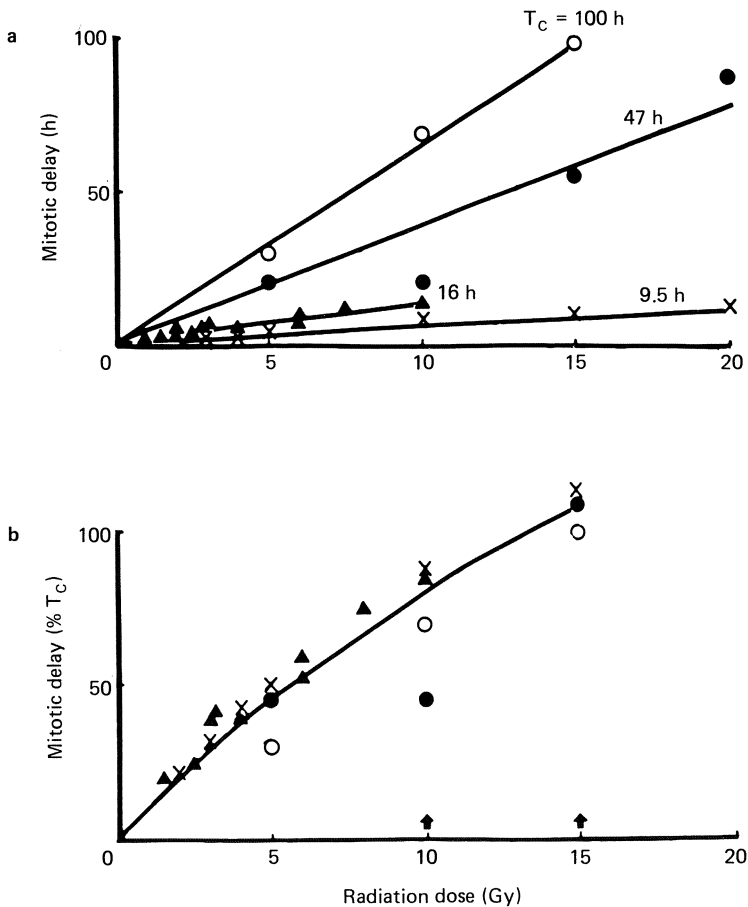 a
T_C = 100 h
100
47 h
Mitotic delay (h)
50
16 h
9.5 h
0
5
10
15
20
b
100
Mitotic delay (% T_C)
50
0
5
10
15
20
Radiation dose (Gy)